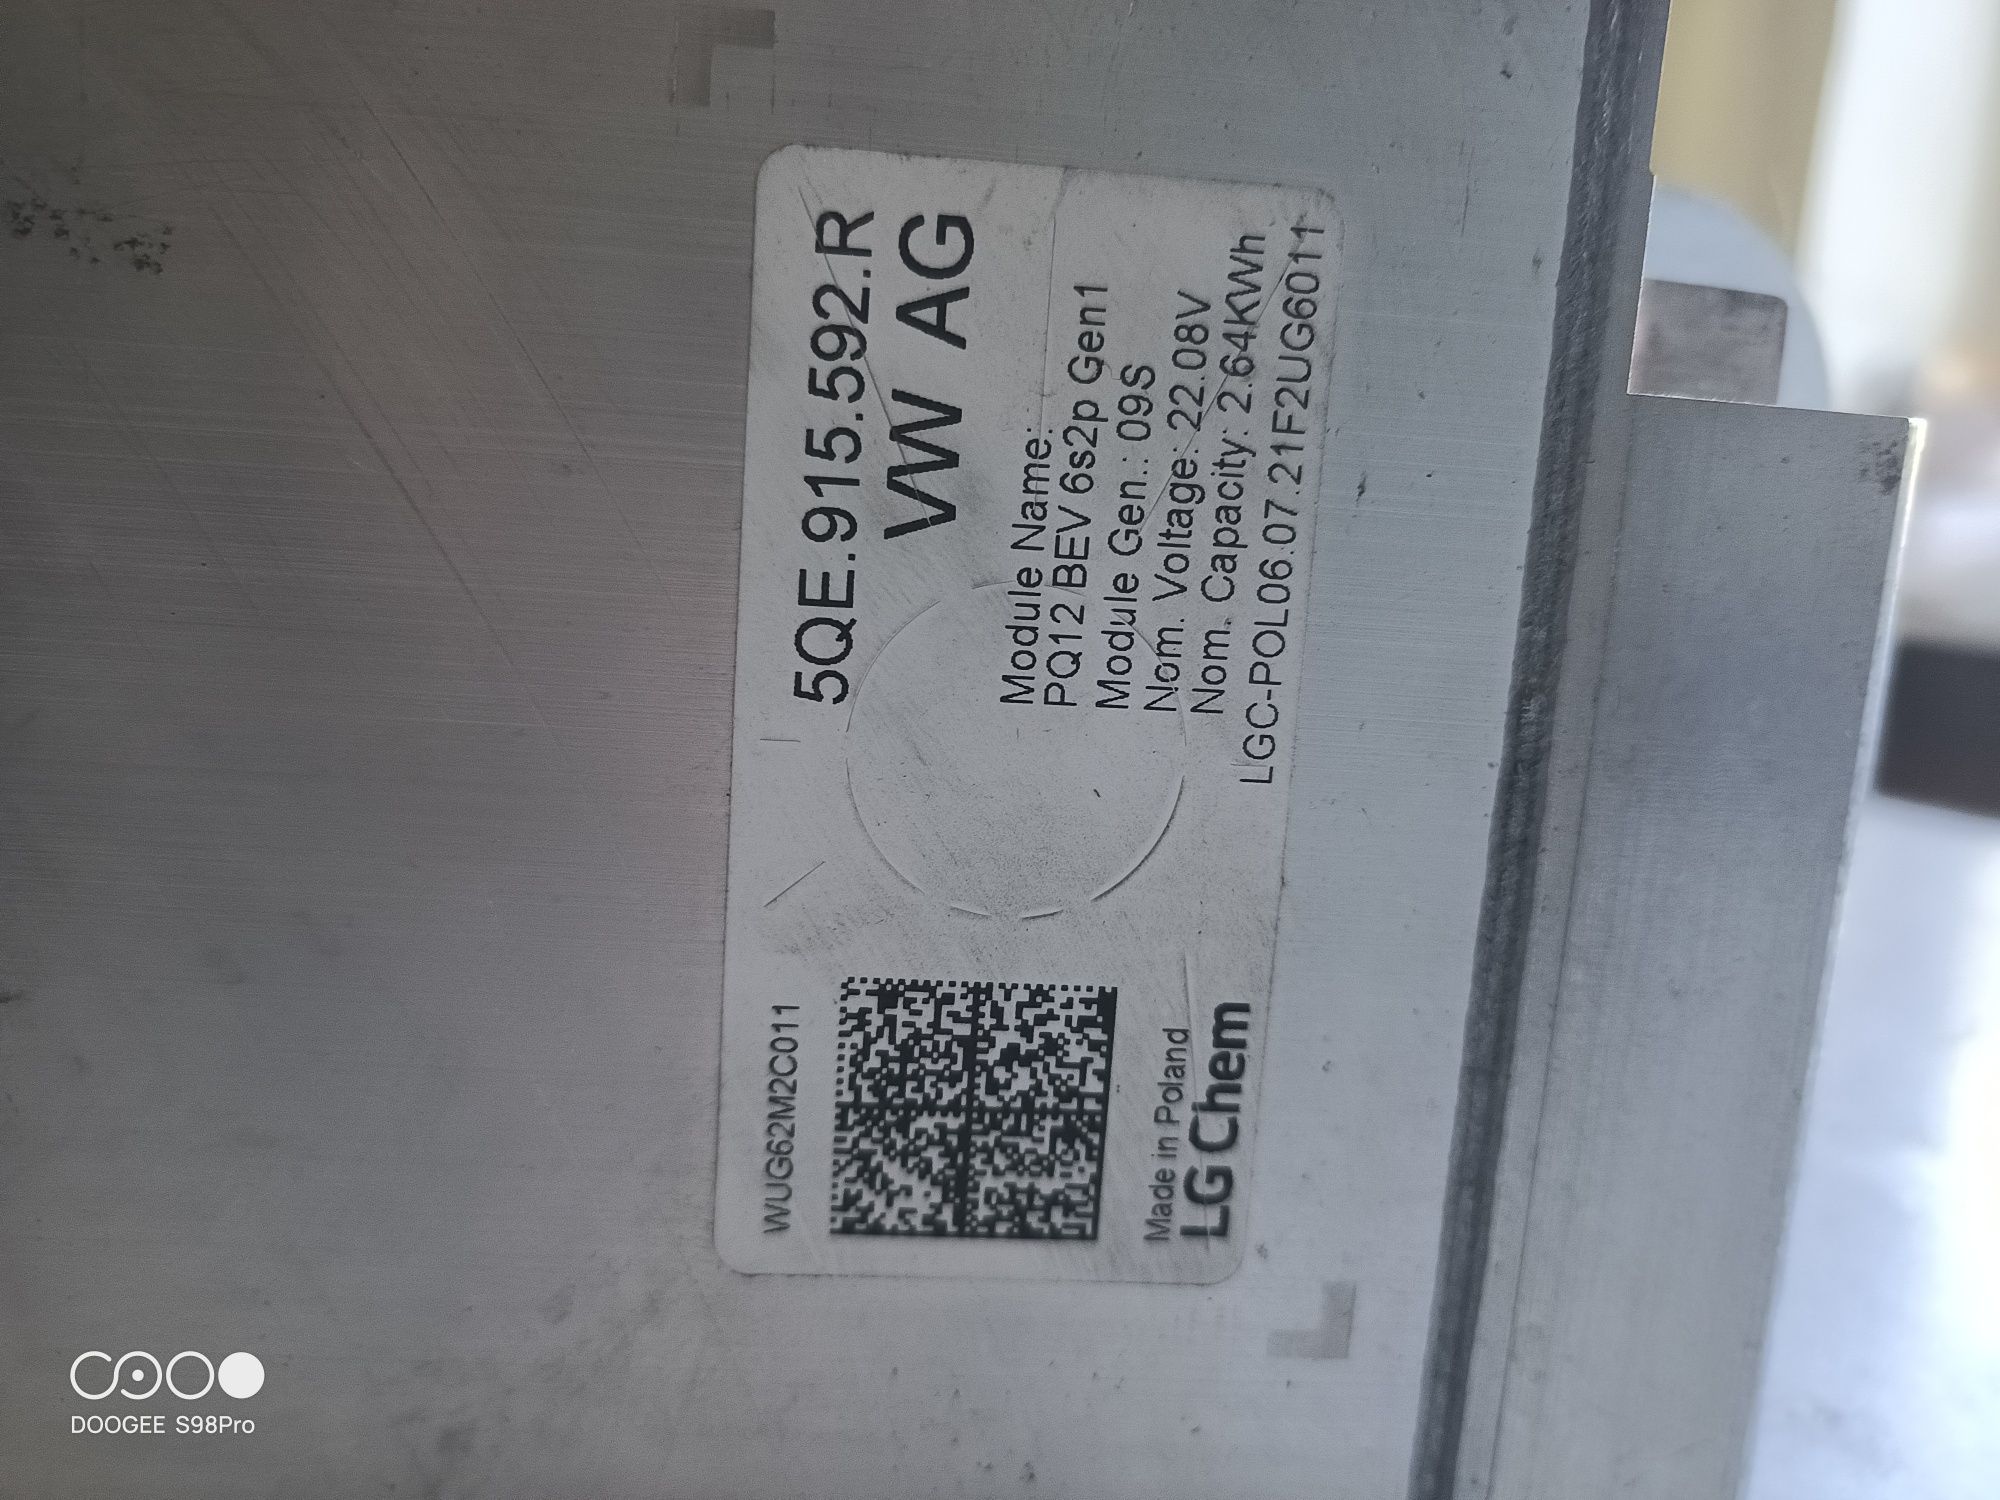 5QE.915.592.R
VW AG
Module Name:
PQ12 BEV 6s2p Gen1
Module Gen.: 09S
Nom. Voltage: 22.08V
Nom. Capacity: 2.64KWh
LGC-POL06.07.21F2UG6011
WUG62M2C011
Made in Poland
LG Chem
DOOGEE S98Pro